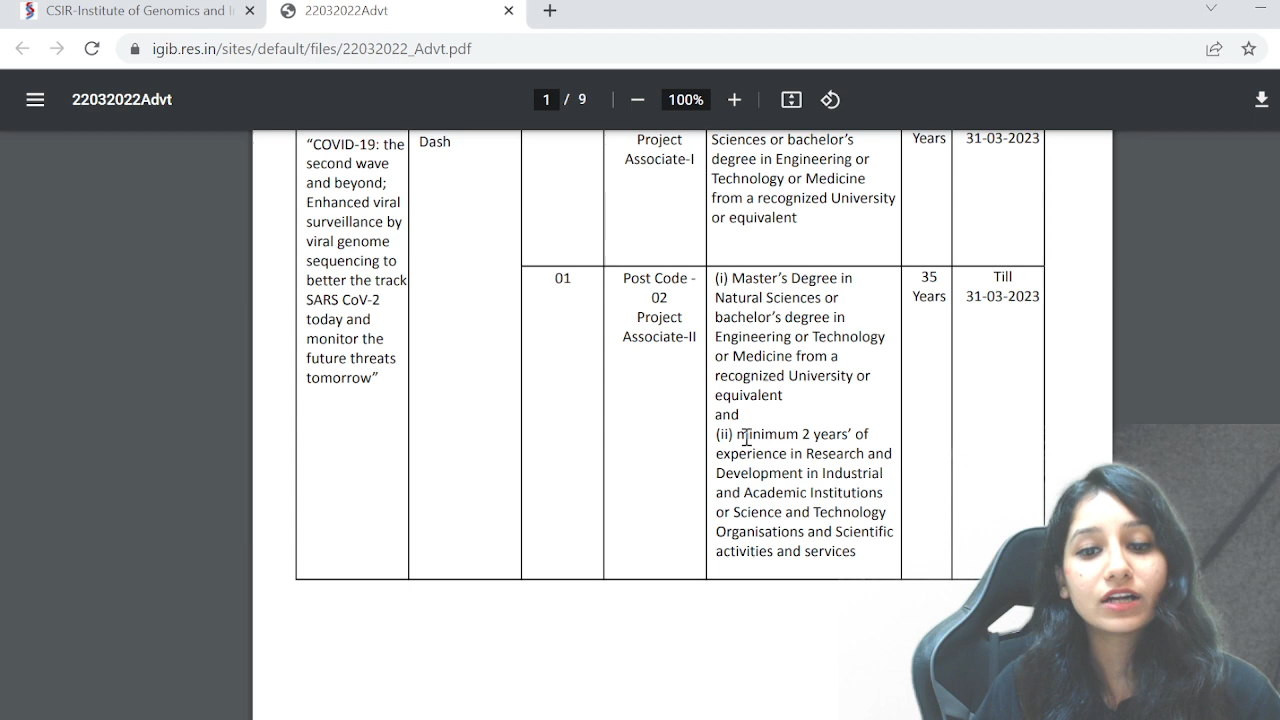 CSIR-Institute of Genomics and I
22032022Advt
igib.res.in/sites/default/files/22032022_Advt.pdf
22032022Advt
1 / 9
100%
“COVID-19: the
second wave
and beyond;
Enhanced viral
surveillance by
viral genome
sequencing to
better the track
SARS CoV-2
today and
monitor the
future threats
tomorrow”
Dash
Project
Associate-I
Sciences or bachelor’s
degree in Engineering or
Technology or Medicine
from a recognized University
or equivalent
Years
31-03-2023
01
Post Code -
02
Project
Associate-II
(i) Master’s Degree in
Natural Sciences or
bachelor’s degree in
Engineering or Technology
or Medicine from a
recognized University or
equivalent
and
(ii) minimum 2 years’ of
experience in Research and
Development in Industrial
and Academic Institutions
or Science and Technology
Organisations and Scientific
activities and services
35
Years
Till
31-03-2023